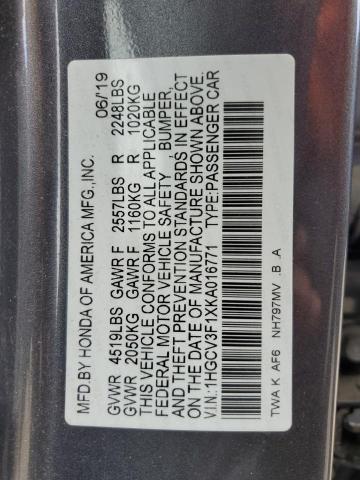 MFD.BY HONDA OF AMERICA MFG.,INC. 06/19
GVWR 4519LBS GAWR F 2557LBS R 2248LBS
GVWR 2050KG GAWR F 1160KG R 1020KG
THIS VEHICLE CONFORMS TO ALL APPLICABLE
FEDERAL MOTOR VEHICLE SAFETY , BUMPER,
AND THEFT PREVENTION STANDARDS IN EFFECT
ON THE DATE OF MANUFACTURE SHOWN ABOVE.
V.I.N: 1HGCV3F1XKA016771 TYPE:PASSENGER CAR
TWA K AF6 NH797MV .B .A